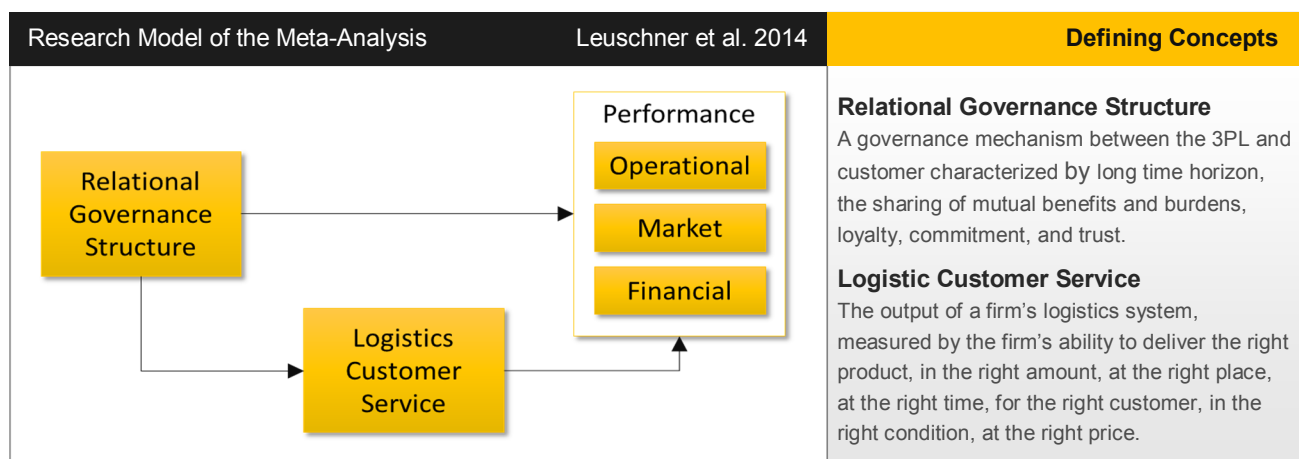 Research Model of the Meta-Analysis
Leuschner et al. 2014
Defining Concepts
Relational
Governance
Structure
Logistics
Customer
Service
Performance
Operational
Market
Financial
Relational Governance Structure
A governance mechanism between the 3PL and
customer characterized by long time horizon,
the sharing of mutual benefits and burdens,
loyalty, commitment, and trust.
Logistic Customer Service
The output of a firm’s logistics system,
measured by the firm’s ability to deliver the right
product, in the right amount, at the right place,
at the right time, for the right customer, in the
right condition, at the right price.